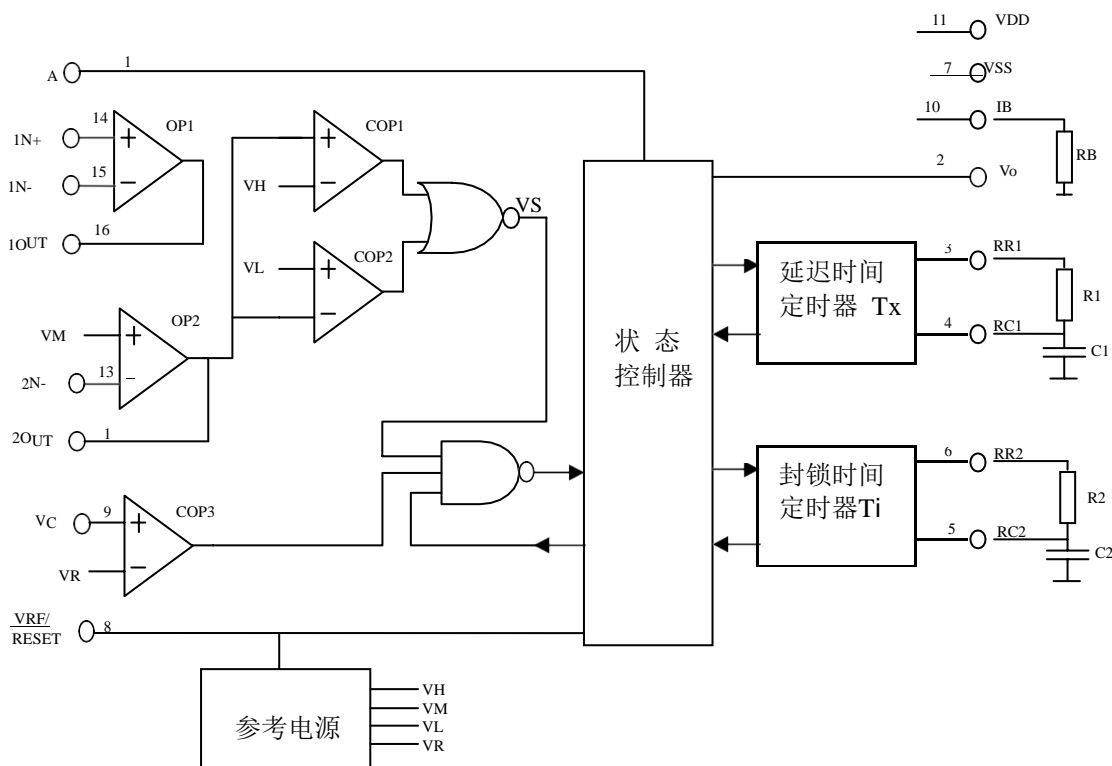 11 VDD
7 VSS
10 IB
RB
2 Vo
A 1
14 OP1
1N+
15
1N-
16
1OUT
COP1
VH
VS
VL
COP2
OP2
VM
13
2N-
2OUT 1
状 态
控制器
延迟时间
定时器 Tx
3 RR1
R1
4 RC1
C1
封锁时间
定时器Ti
6 RR2
R2
5 RC2
C2
COP3
VC 9
VR
VRF/
RESET 8
参考电源
VH
VM
VL
VR